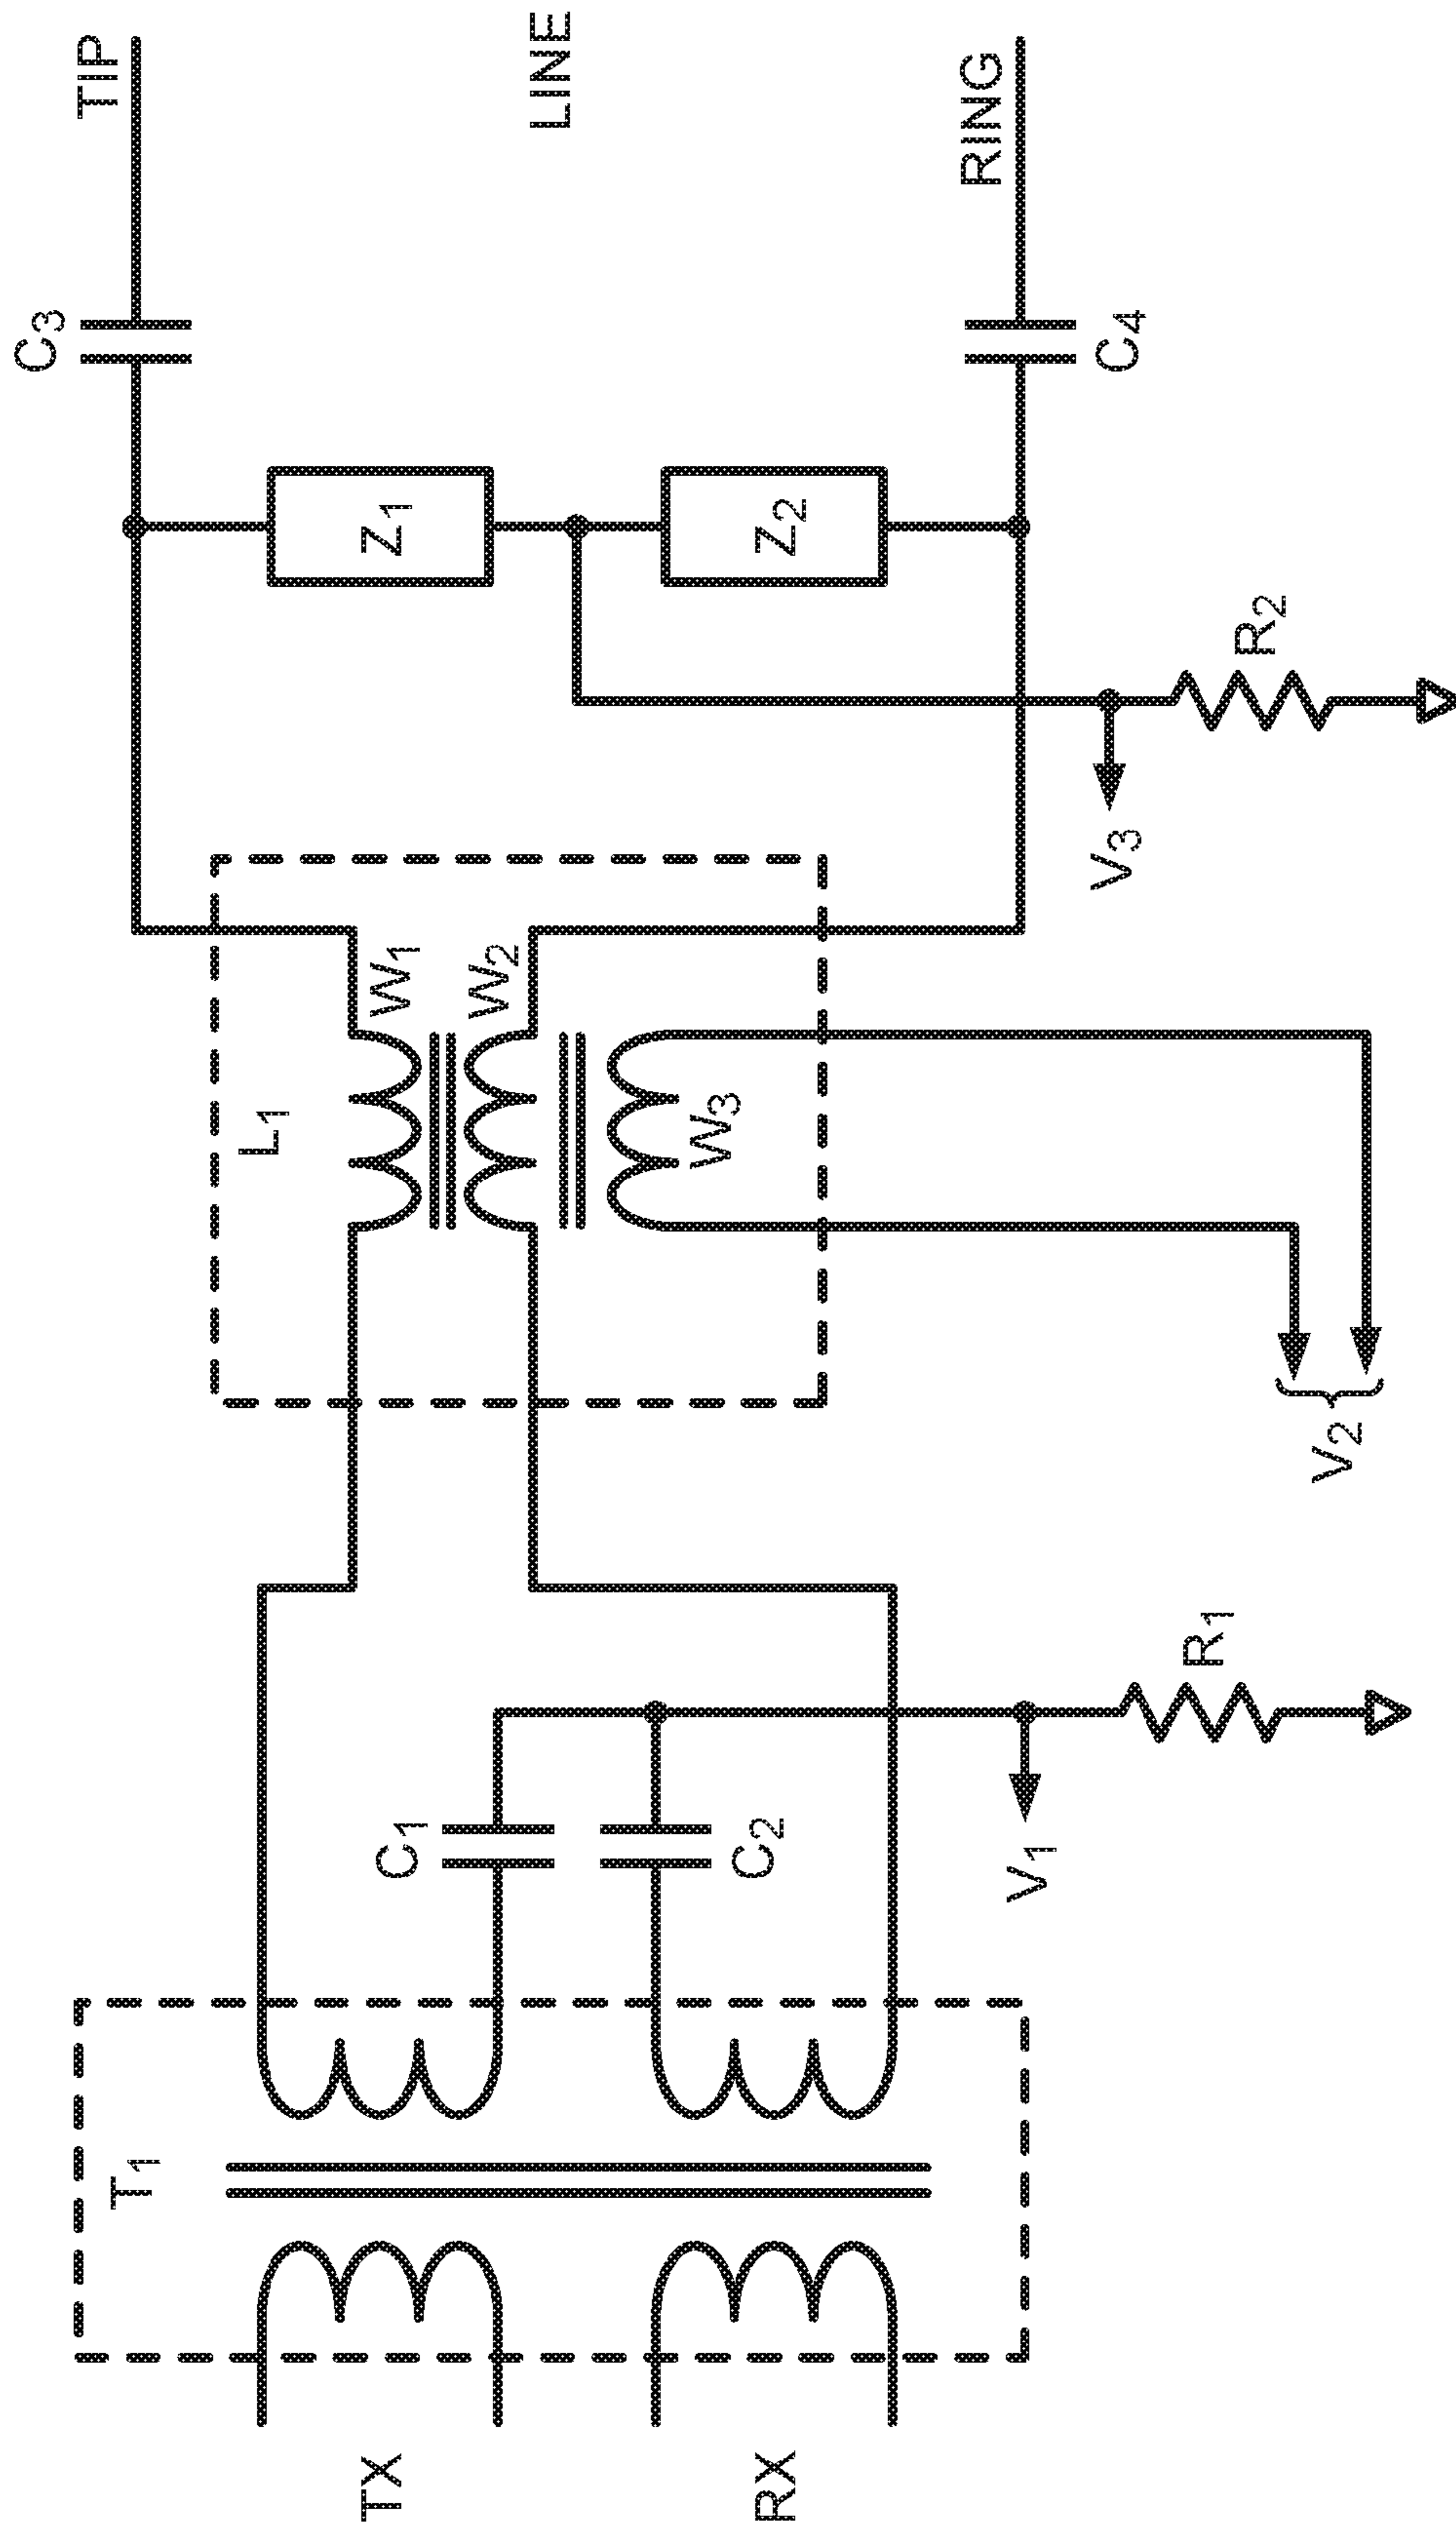 TX
RX
T1
C1
C2
V1
R1
L1
W1
W2
W3
V2
Z1
Z2
V3
R2
C3
C4
TIP
LINE
RING